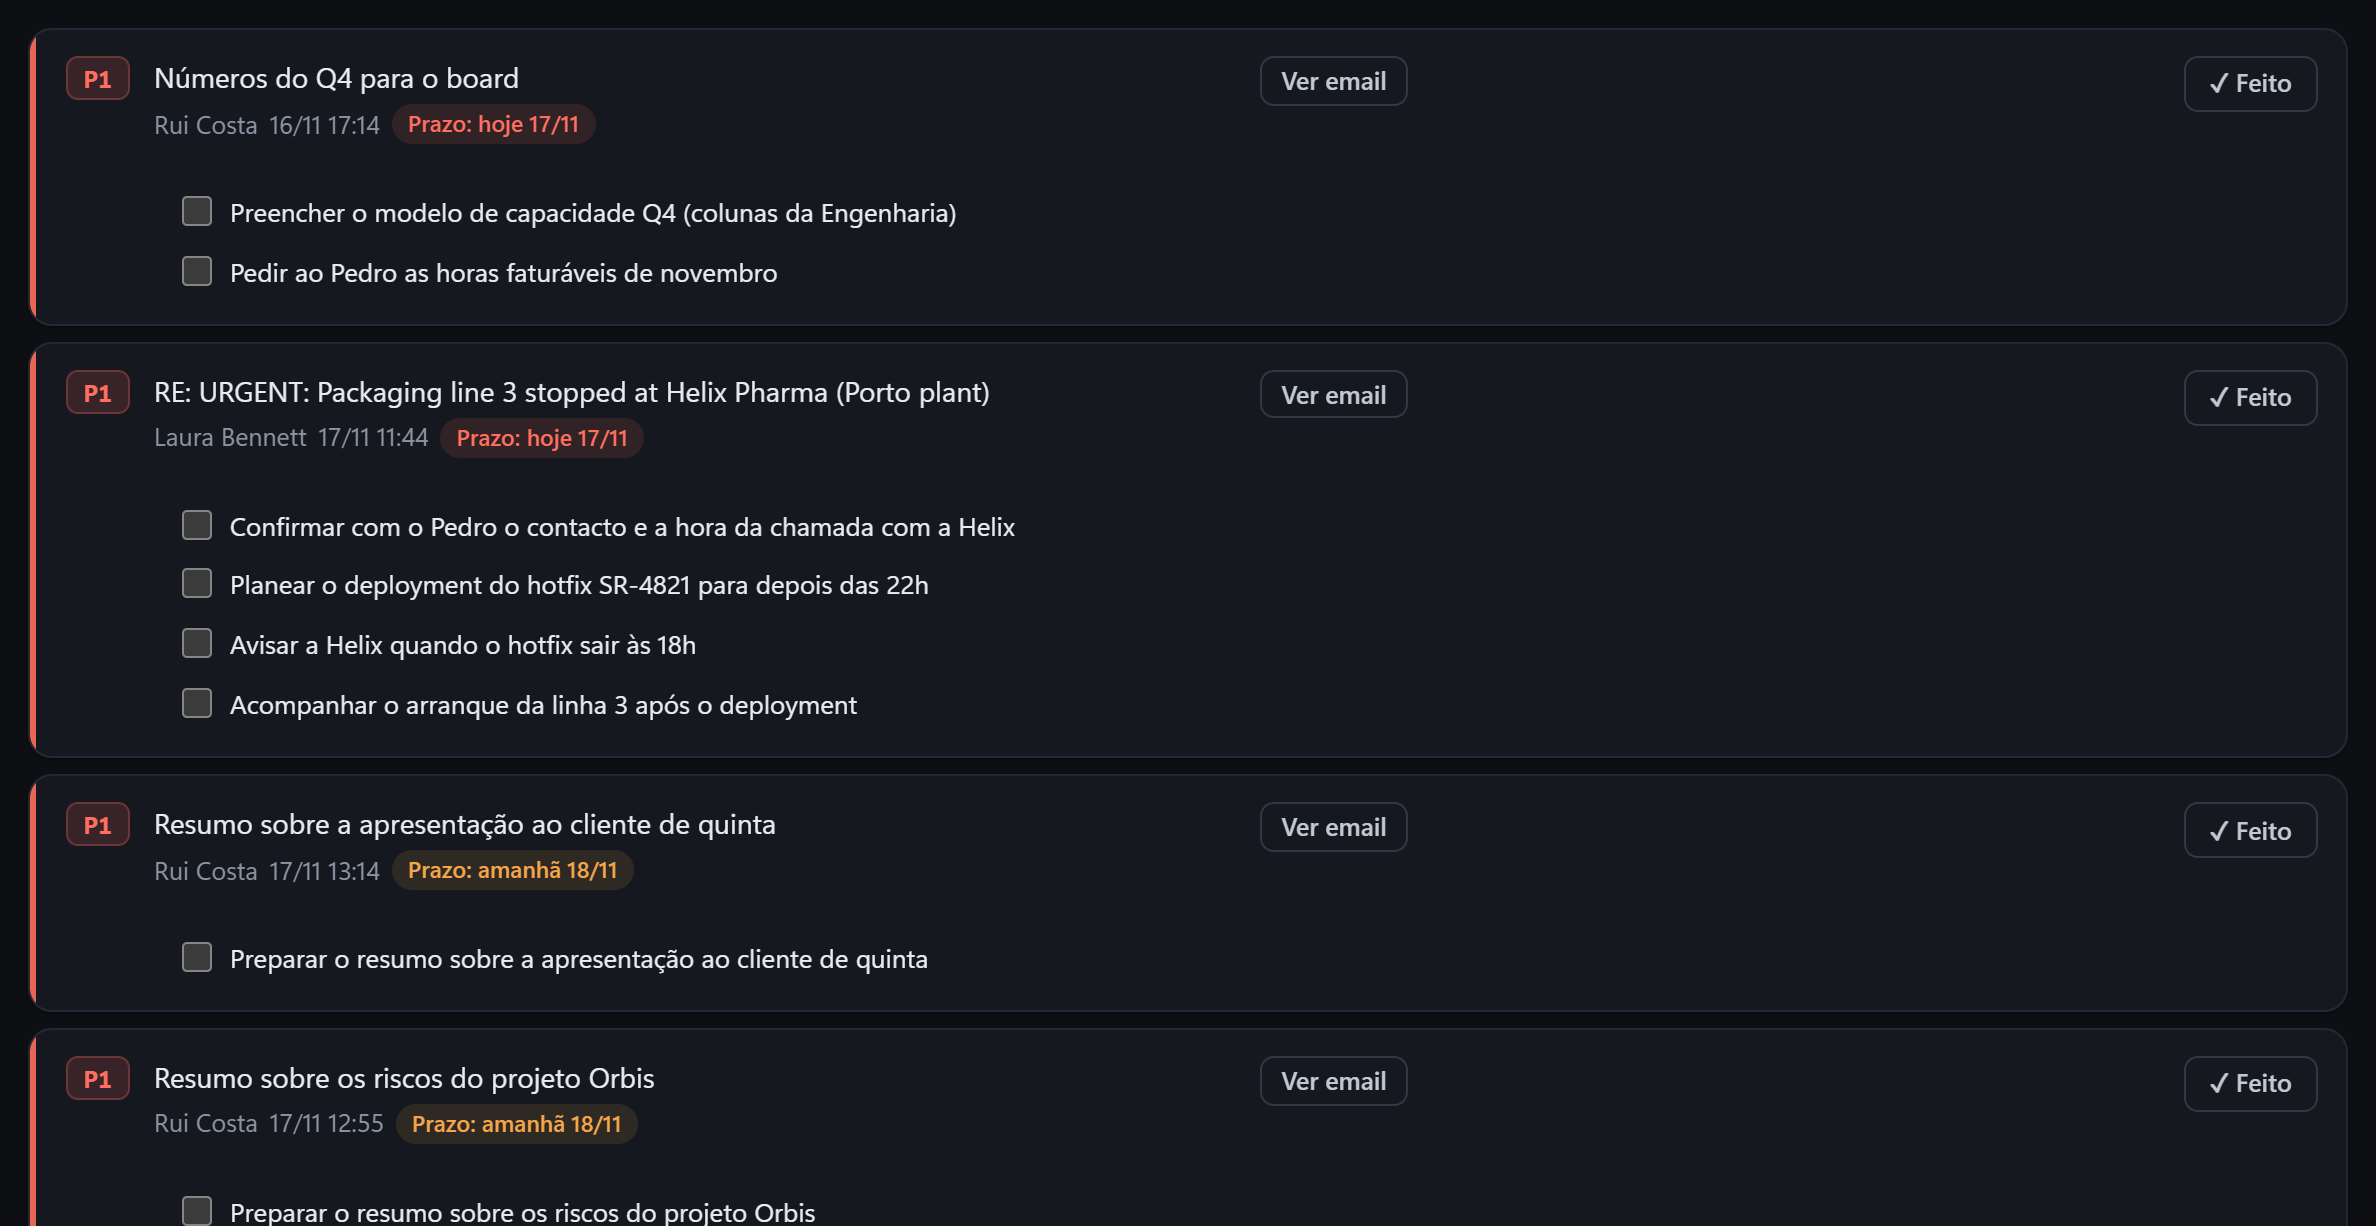 P1 Números do Q4 para o board Ver email ✓ Feito
Rui Costa 16/11 17:14 Prazo: hoje 17/11
Preencher o modelo de capacidade Q4 (colunas da Engenharia)
Pedir ao Pedro as horas faturáveis de novembro
P1 RE: URGENT: Packaging line 3 stopped at Helix Pharma (Porto plant) Ver email ✓ Feito
Laura Bennett 17/11 11:44 Prazo: hoje 17/11
Confirmar com o Pedro o contacto e a hora da chamada com a Helix
Planear o deployment do hotfix SR-4821 para depois das 22h
Avisar a Helix quando o hotfix sair às 18h
Acompanhar o arranque da linha 3 após o deployment
P1 Resumo sobre a apresentação ao cliente de quinta Ver email ✓ Feito
Rui Costa 17/11 13:14 Prazo: amanhã 18/11
Preparar o resumo sobre a apresentação ao cliente de quinta
P1 Resumo sobre os riscos do projeto Orbis Ver email ✓ Feito
Rui Costa 17/11 12:55 Prazo: amanhã 18/11
Preparar o resumo sobre os riscos do projeto Orbis